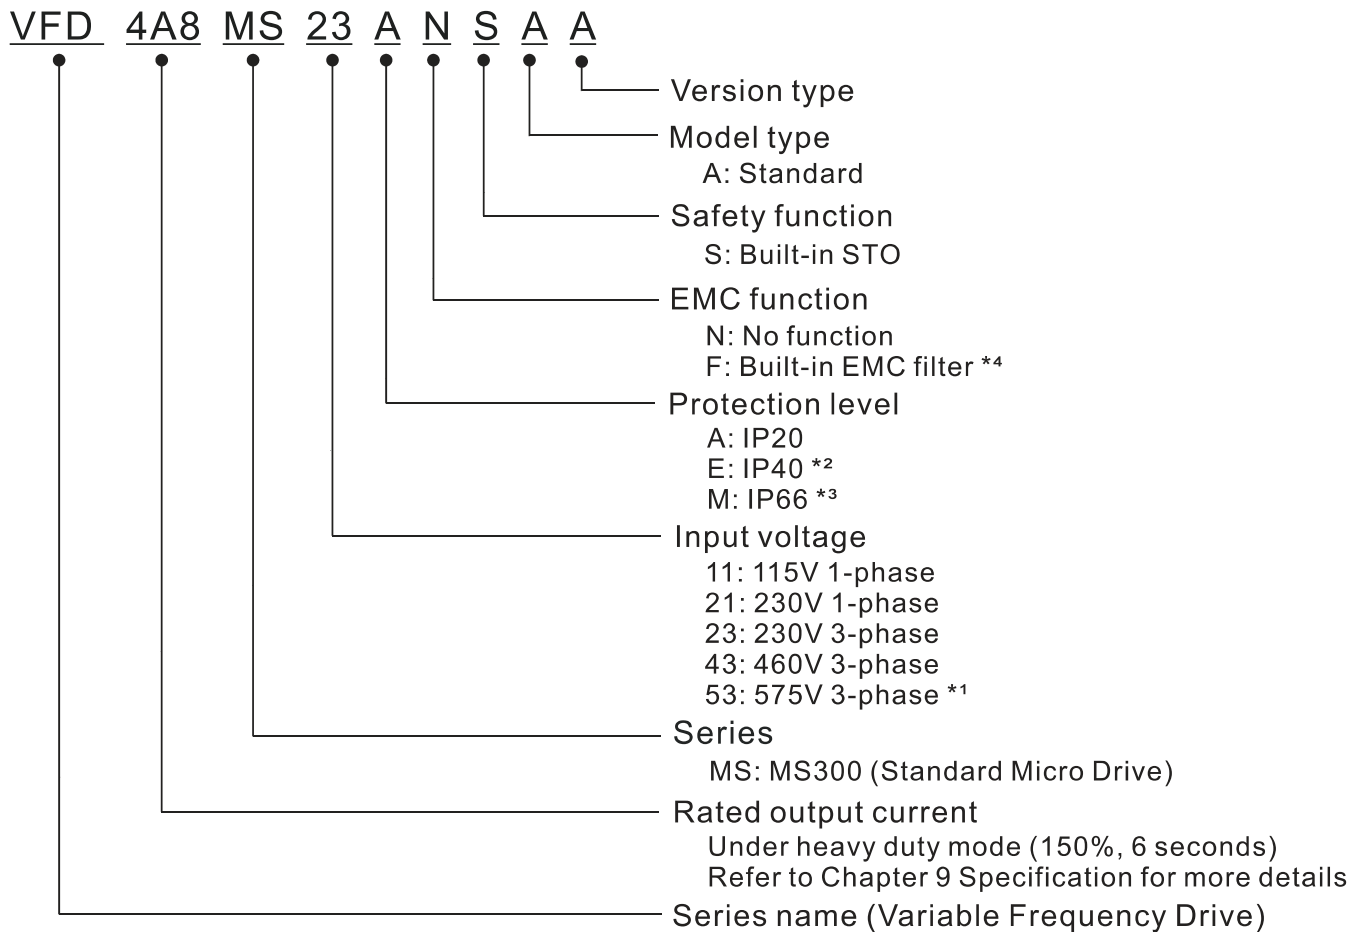 VFD 4A8 MS 23 A N S A A
Version type
Model type
A: Standard
Safety function
S: Built-in STO
EMC function
N: No function
F: Built-in EMC filter *⁴
Protection level
A: IP20
E: IP40 *²
M: IP66 *³
Input voltage
11: 115V 1-phase
21: 230V 1-phase
23: 230V 3-phase
43: 460V 3-phase
53: 575V 3-phase *¹
Series
MS: MS300 (Standard Micro Drive)
Rated output current
Under heavy duty mode (150%, 6 seconds)
Refer to Chapter 9 Specification for more details
Series name (Variable Frequency Drive)